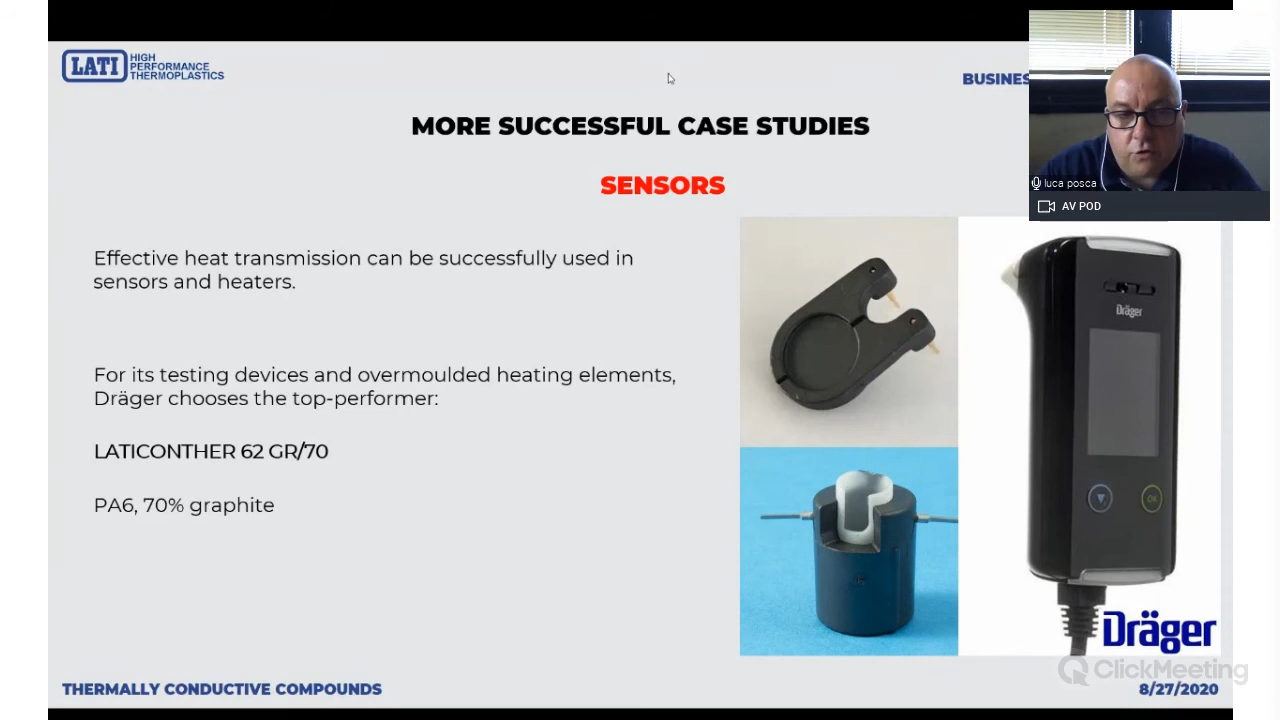 LATI HIGH
PERFORMANCE
THERMOPLASTICS
BUSINES
MORE SUCCESSFUL CASE STUDIES
SENSORS
luca posca
AV POD
Effective heat transmission can be successfully used in
sensors and heaters.
For its testing devices and overmoulded heating elements,
Dräger chooses the top-performer:
LATICONTHER 62 GR/70
PA6, 70% graphite
Dräger
OK
Dräger
ClickMeeting
THERMALLY CONDUCTIVE COMPOUNDS
8/27/2020